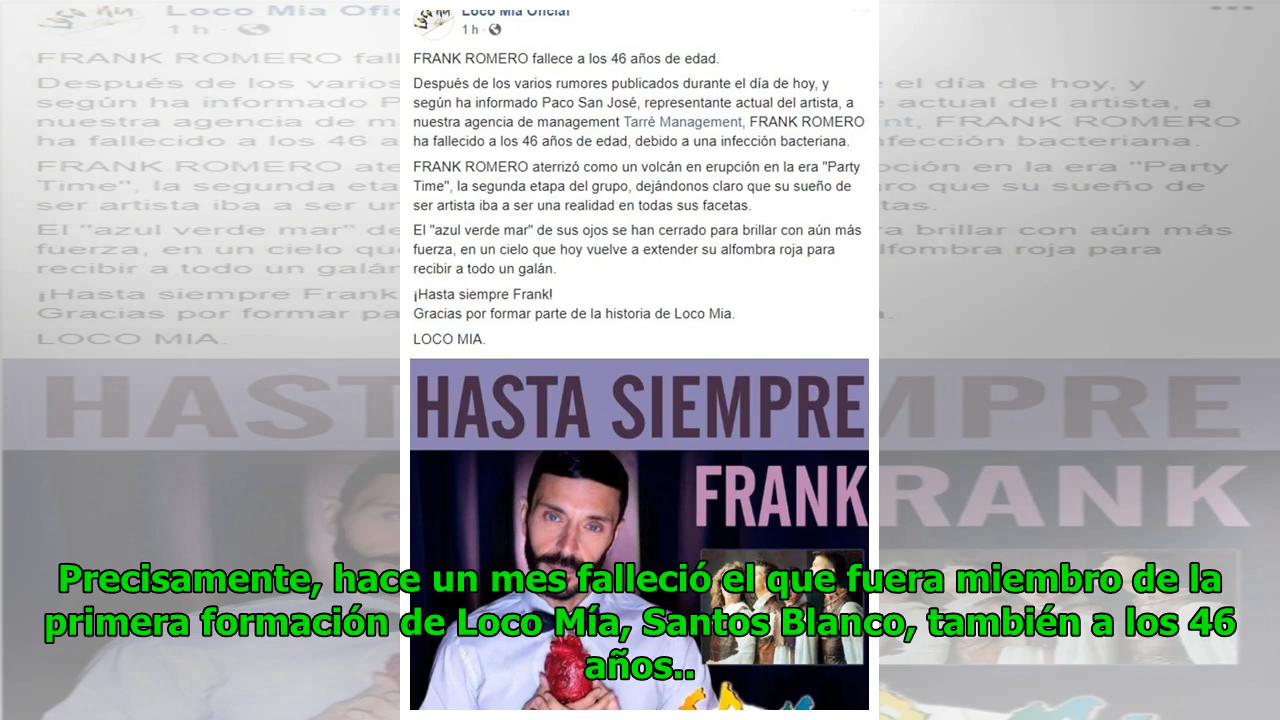 Loco Mia Oficial
1 h ·
FRANK ROMERO fallece a los 46 años de edad.
Después de los varios rumores publicados durante el día de hoy, y
según ha informado Paco San José, representante actual del artista, a
nuestra agencia de management Tarré Management, FRANK ROMERO
ha fallecido a los 46 años de edad, debido a una infección bacteriana.
FRANK ROMERO aterrizó como un volcán en erupción en la era "Party
Time", la segunda etapa del grupo, dejándonos claro que su sueño de
ser artista iba a ser una realidad en todas sus facetas.
El "azul verde mar" de sus ojos se han cerrado para brillar con aún más
fuerza, en un cielo que hoy vuelve a extender su alfombra roja para
recibir a todo un galán.
¡Hasta siempre Frank!
Gracias por formar parte de la historia de Loco Mia.
LOCO MIA.
HASTA SIEMPRE
FRANK
Precisamente, hace un mes falleció el que fuera miembro de la
primera formación de Loco Mía, Santos Blanco, también a los 46
años..